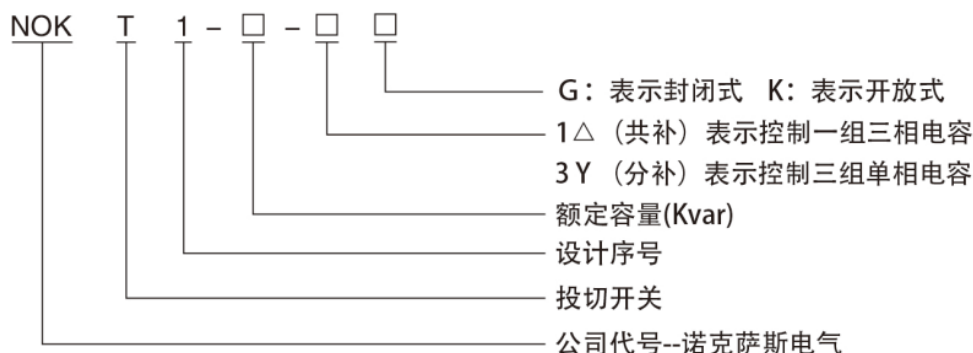 NOK T 1 - □ - □ □
G：表示封闭式 K：表示开放式
1△（共补）表示控制一组三相电容
3Y（分补）表示控制三组单相电容
额定容量(Kvar)
设计序号
投切开关
公司代号--诺克萨斯电气